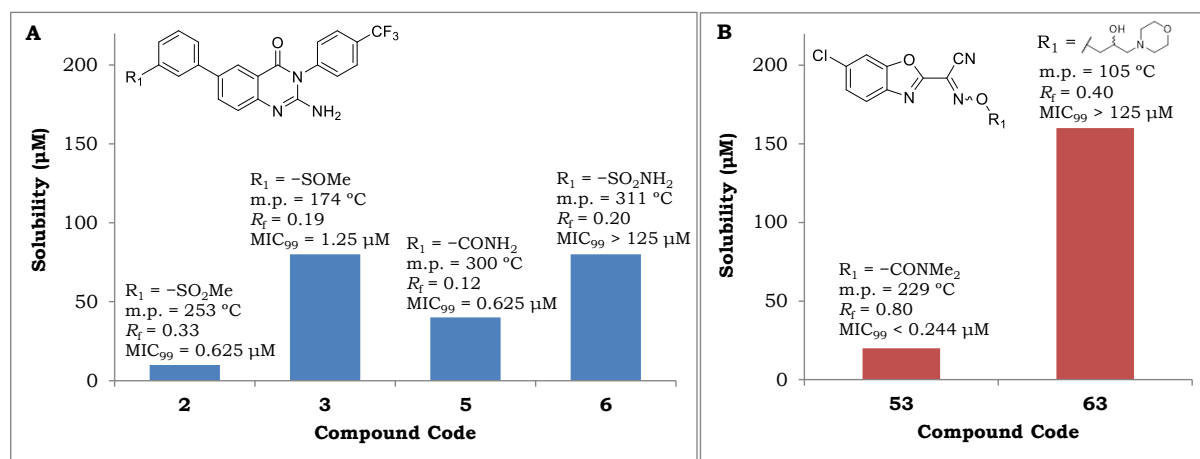 A
R₁
O
N
N
NH₂
CF₃
Solubility (µM)
200
150
100
50
0
R₁ = −SO₂Me
m.p. = 253 ºC
Rf = 0.33
MIC₉₉ = 0.625 µM
R₁ = −SOMe
m.p. = 174 ºC
Rf = 0.19
MIC₉₉ = 1.25 µM
R₁ = −CONH₂
m.p. = 300 ºC
Rf = 0.12
MIC₉₉ = 0.625 µM
R₁ = −SO₂NH₂
m.p. = 311 ºC
Rf = 0.20
MIC₉₉ > 125 µM
2 3 5 6
Compound Code
B
Cl
O
N
CN
N
O
R₁
Solubility (µM)
200
150
100
50
0
R₁ = −CONMe₂
m.p. = 229 ºC
Rf = 0.80
MIC₉₉ < 0.244 µM
OH
O
N
R₁ =
m.p. = 105 ºC
Rf = 0.40
MIC₉₉ > 125 µM
53 63
Compound Code